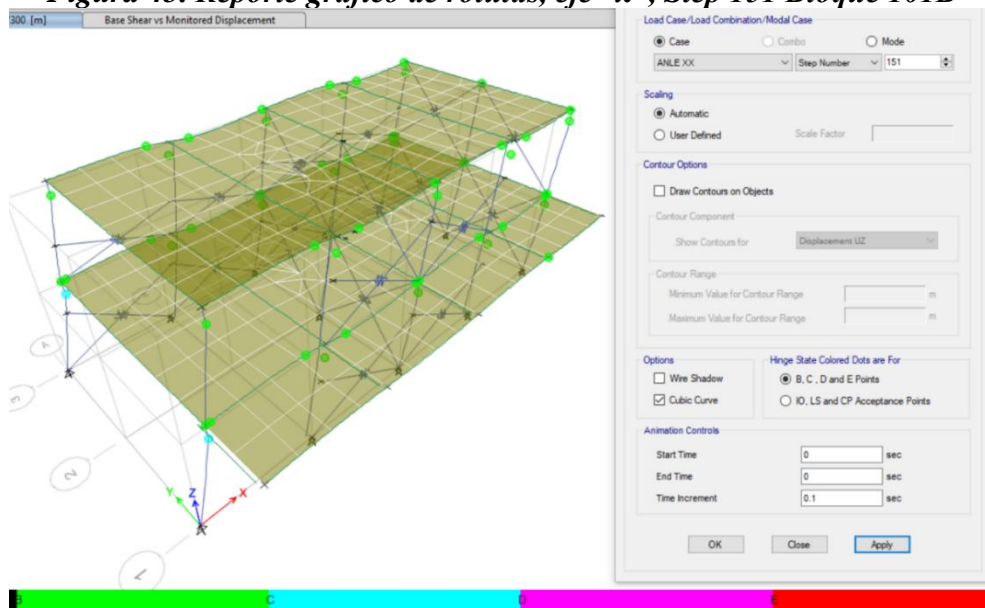 Figura 48. Reporte gráfico de rótulas, eje "x", Step 151 Bloque 101B
300 [m]
Base Shear vs Monitored Displacement
Load Case/Load Combination/Modal Case
Case
Combo
Mode
ANLE XX
Step Number
151
Scaling
Automatic
User Defined
Scale Factor
Contour Options
Draw Contours on Objects
Contour Component
Show Contours for
Displacement UZ
Contour Range
Minimum Value for Contour Range
m
Maximum Value for Contour Range
m
Options
Wire Shadow
Cubic Curve
Hinge State Colored Dots are For
B, C, D and E Points
IO, LS and CP Acceptance Points
Animation Controls
Start Time
0
sec
End Time
0
sec
Time Increment
0.1
sec
OK
Close
Apply
A
C
3
2
1
Y
Z
X
B
C
D
E